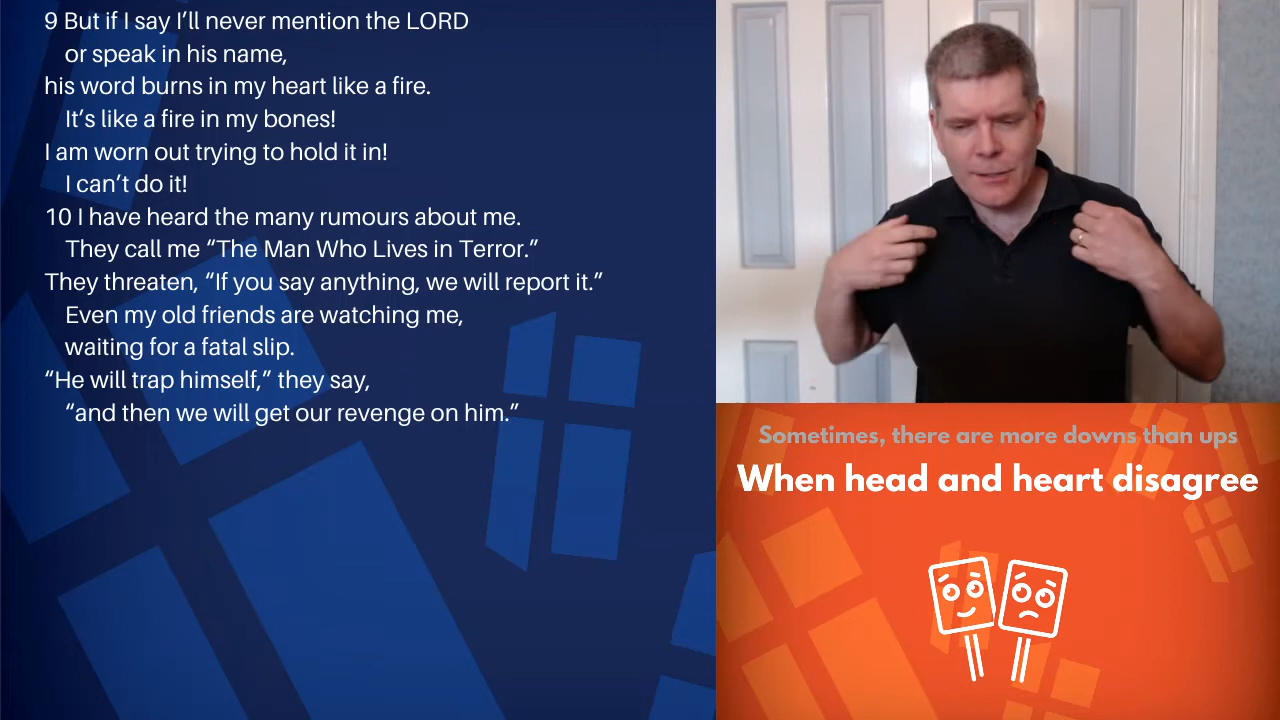 9 But if I say I’ll never mention the LORD
or speak in his name,
his word burns in my heart like a fire.
It’s like a fire in my bones!
I am worn out trying to hold it in!
I can’t do it!
10 I have heard the many rumours about me.
They call me “The Man Who Lives in Terror.”
They threaten, “If you say anything, we will report it.”
Even my old friends are watching me,
waiting for a fatal slip.
“He will trap himself,” they say,
“and then we will get our revenge on him.”
Sometimes, there are more downs than ups
When head and heart disagree